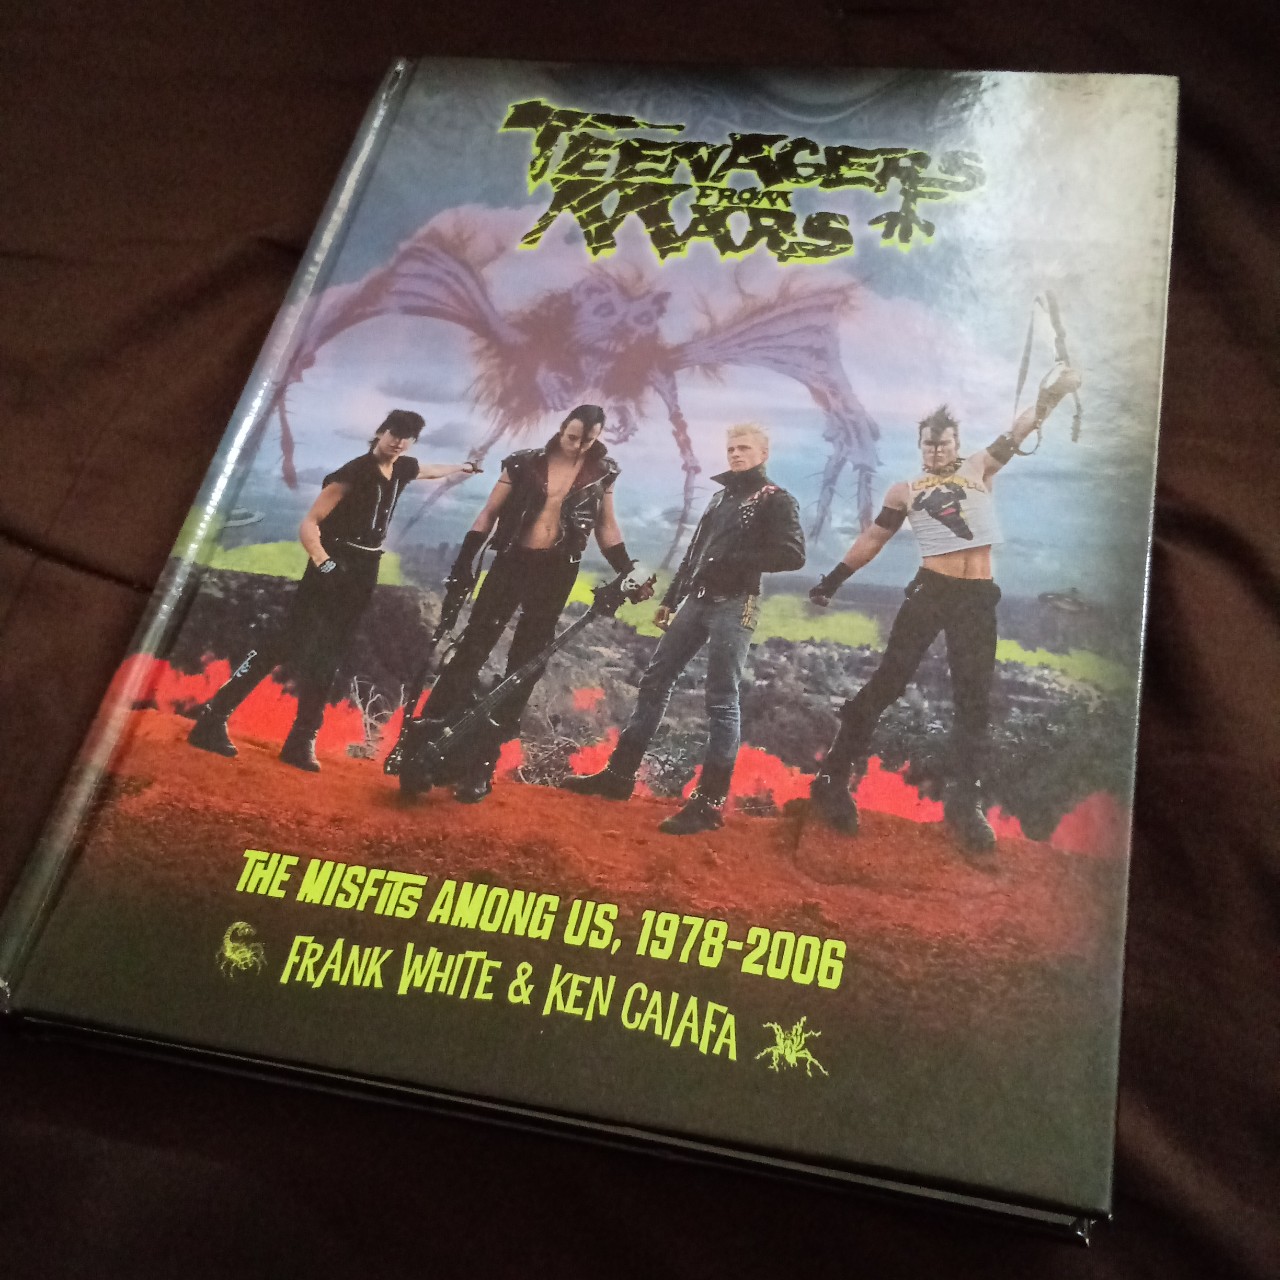 TEENAGERS
FROM
MARS
THE MISFITS AMONG US, 1978-2006
FRANK WHITE & KEN CAIAFA